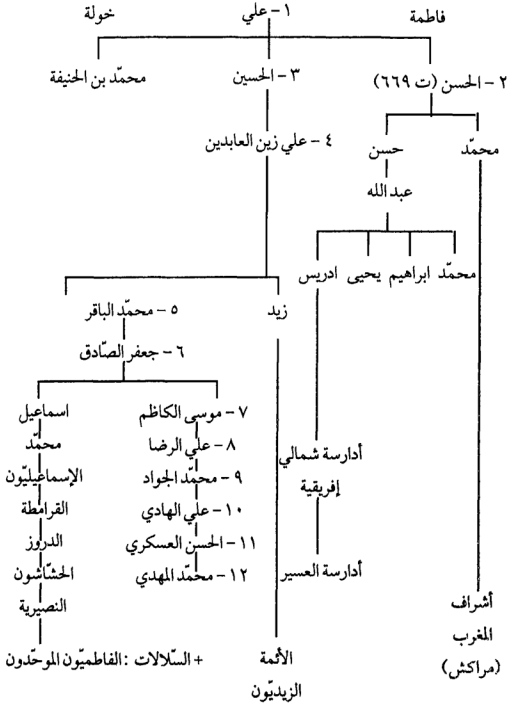 فاطمة ١- علي خولة
٢- الحسن (ت ٦٦٩) ٣- الحسين محمّد بن الحنيفة
محمّد حسن ٤- علي زين العابدين
عبد الله
محمّد ابراهيم يحيى ادريس
زيد ٥- محمّد الباقر
٦- جعفر الصّادق
٧- موسى الكاظم اسماعيل
أدارسة شمالي ٨- علي الرضا محمّد
إفريقية ٩- محمّد الجواد الإسماعيليّون
١٠- علي الهادي القرامطة
١١- الحسن العسكري الدروز
أدارسة العسير ١٢- محمّد المهدي الحشّاشون
أشراف النصيرية
المغرب
(مراكش)
الأئمة + السّلالات : الفاطميّون الموحّدون
الزيديّون